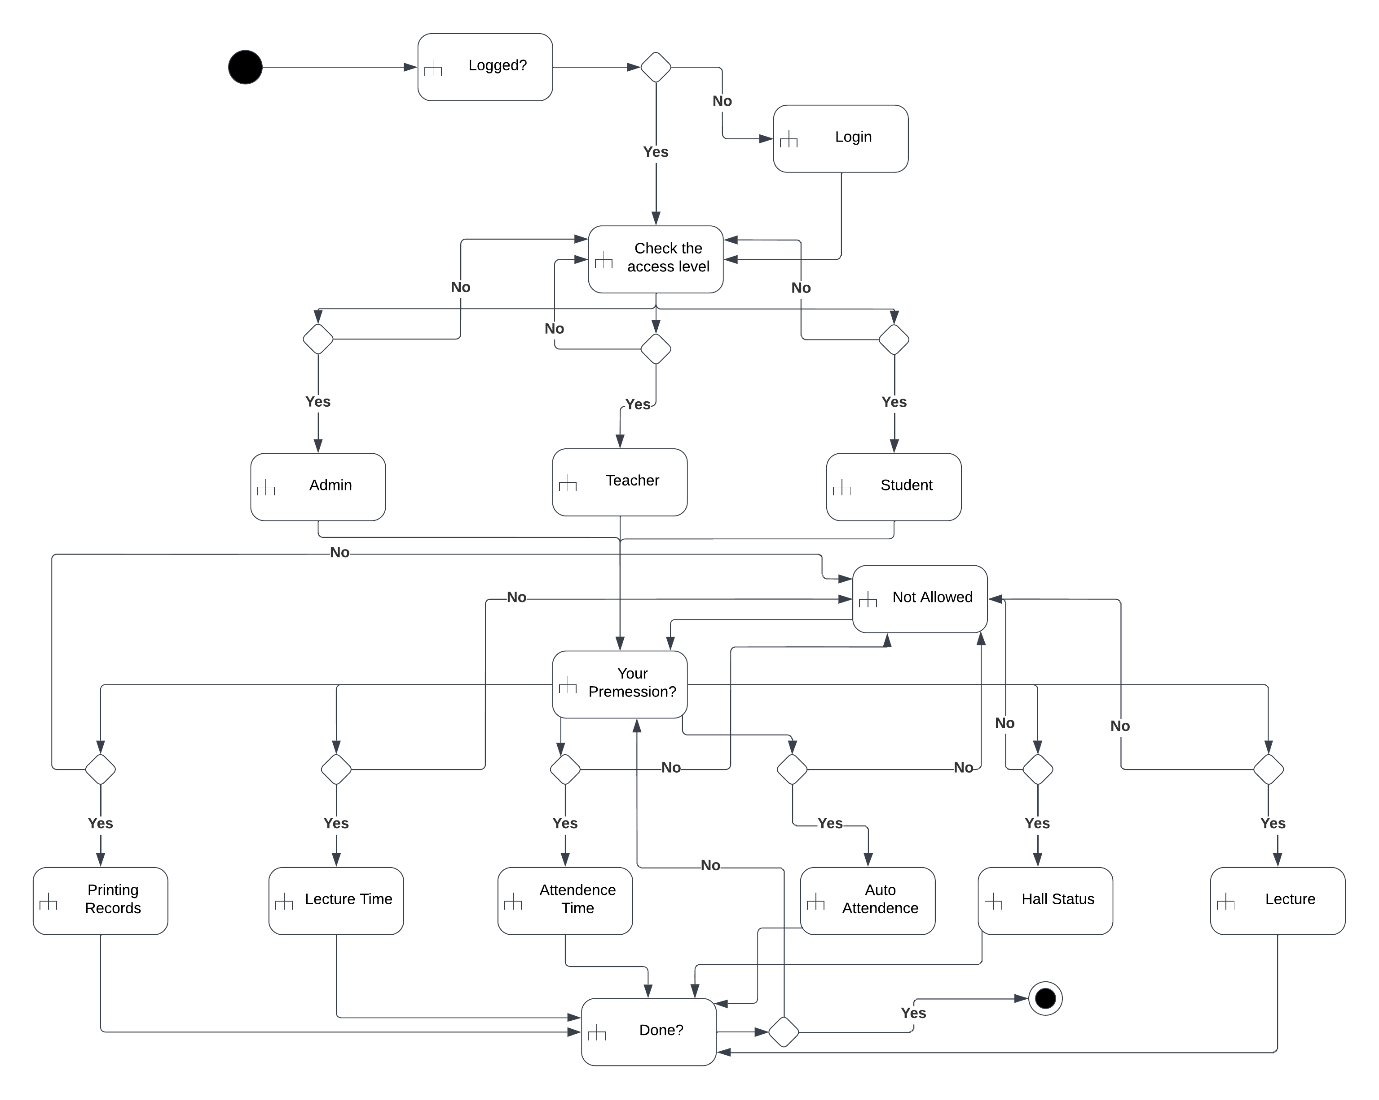 Logged?
No
Login
Yes
Check the
access level
No
No
No
Yes
Yes
Yes
Admin
Teacher
Student
No
No
Not Allowed
Your
Premession?
No
No
No
No
Yes
Yes
Yes
Yes
Yes
Yes
No
Printing
Records
Lecture Time
Attendence
Time
Auto
Attendence
Hall Status
Lecture
Done?
Yes